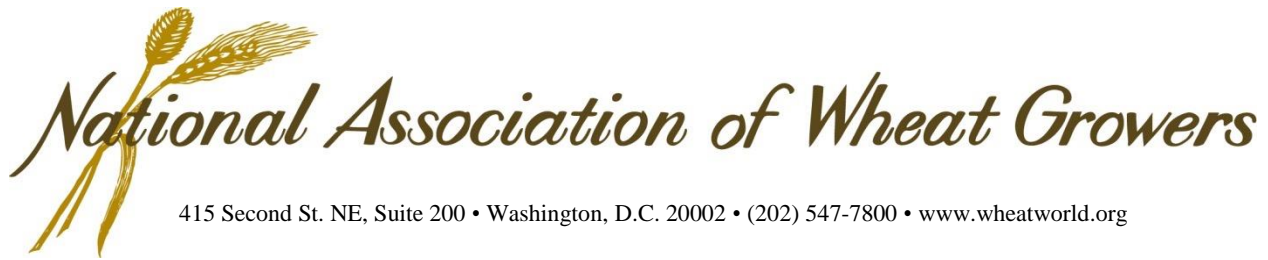 National Association of Wheat Growers
415 Second St. NE, Suite 200 • Washington, D.C. 20002 • (202) 547-7800 • www.wheatworld.org